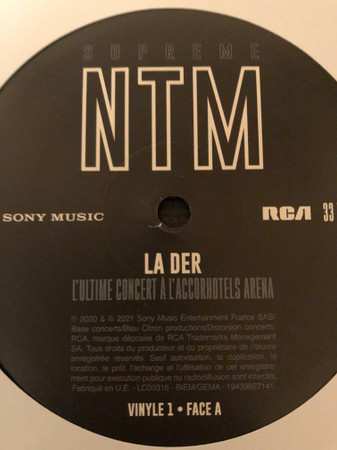 SUPREME
NTM
SONY MUSIC RCA 33
LA DER
L'ULTIME CONCERT À L'ACCORHOTELS ARENA
℗ 2020 & © 2021 Sony Music Entertainment France SAS/
Base concerts/Bleu Citron productions/Distorsion concerts.
RCA, marque déposée de RCA Trademarks Management
SA. Tous droits du producteur et du propriétaire de l'œuvre
enregistrée réservés. Sauf autorisation, la duplication, la
location, le prêt, l'échange et l'utilisation de cet enregistre-
ment pour exécution publique ou radiodiffusion sont interdits.
Fabriqué en U.E. - LC00316 - BIEM/GEMA - 19439857141.
VINYLE 1 • FACE A